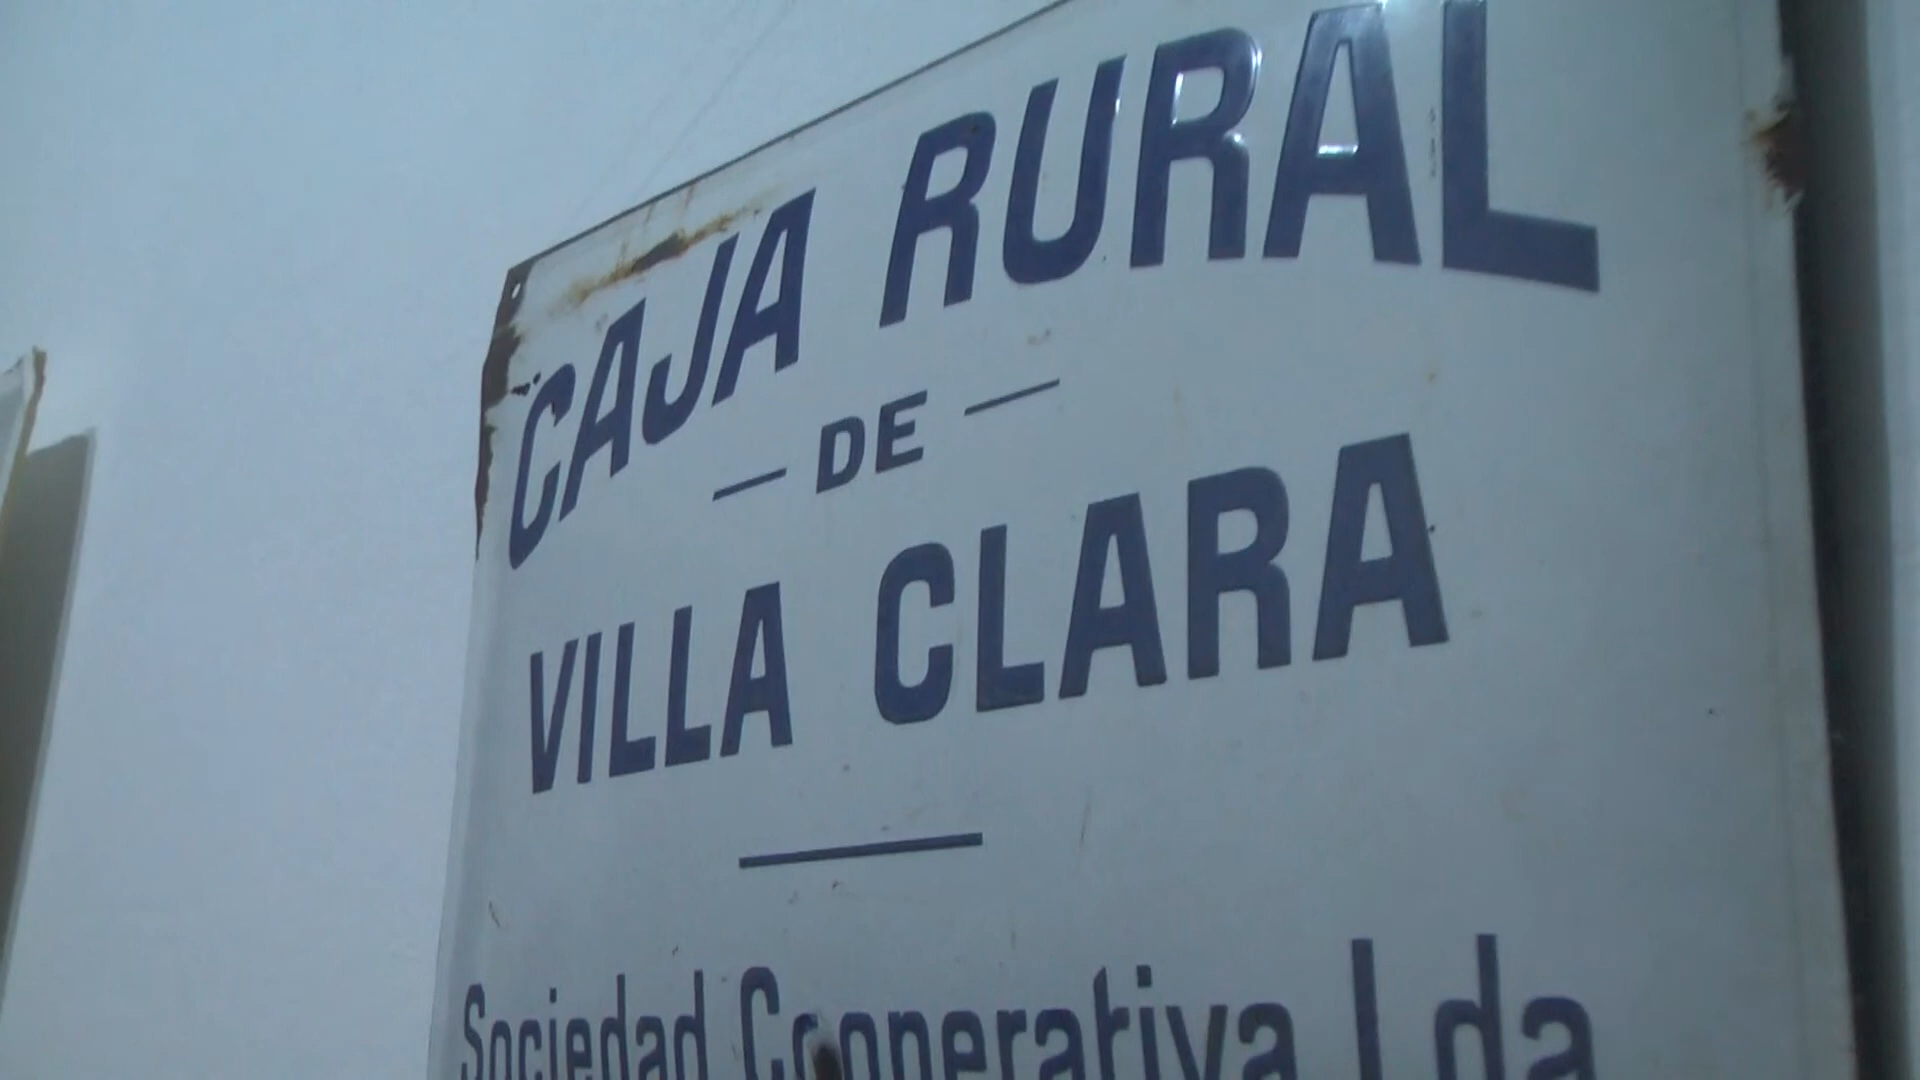 CAJA RURAL
— DE —
VILLA CLARA
Sociedad Cooperativa Lda